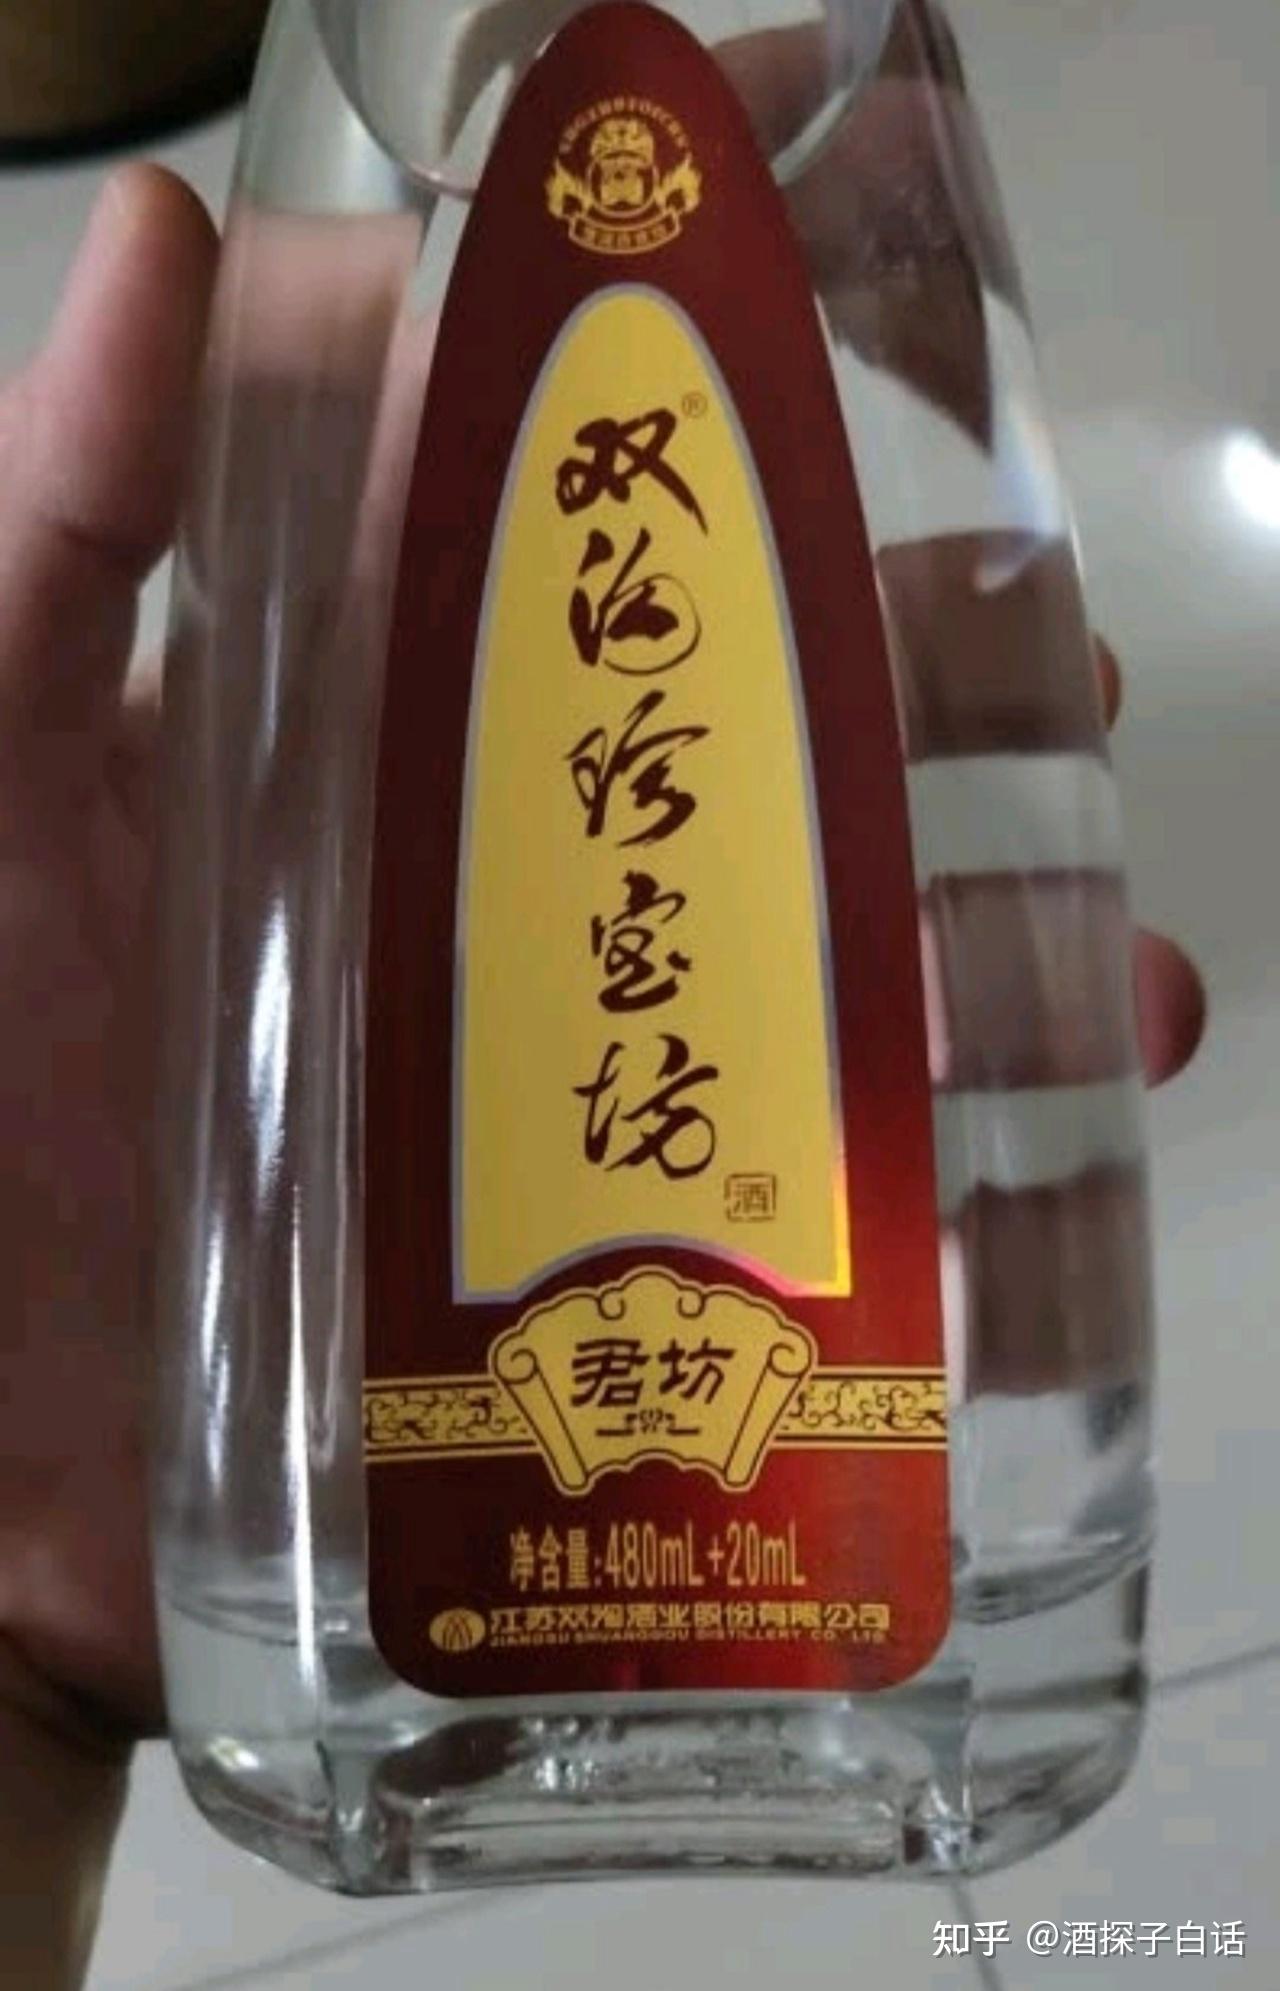 双沟珍宝坊
®
酒
君坊
净含量:480mL+20mL
江苏双沟酒业股份有限公司
JIANGSU SHUANGGOU DISTILLERY CO., LTD.
知乎 @酒探子白话